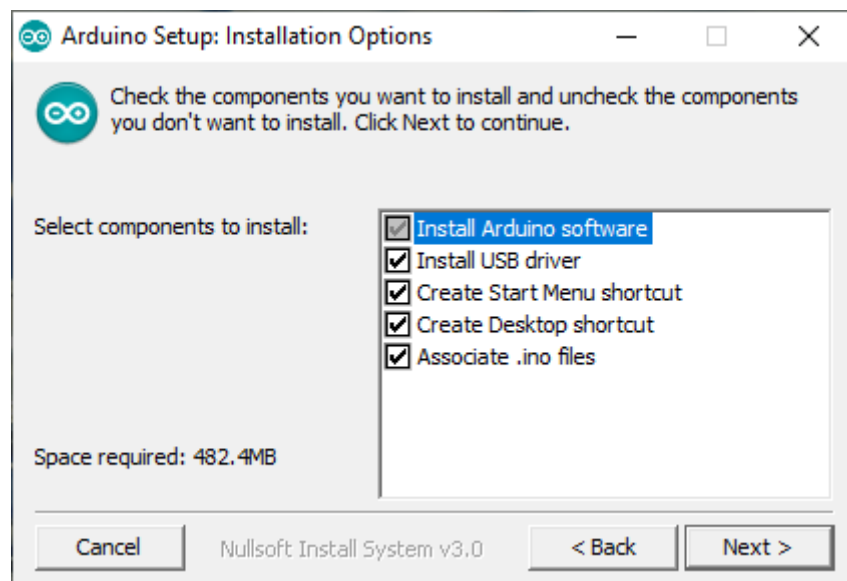 Arduino Setup: Installation Options
Check the components you want to install and uncheck the components
you don't want to install. Click Next to continue.
Select components to install:
Install Arduino software
Install USB driver
Create Start Menu shortcut
Create Desktop shortcut
Associate .ino files
Space required: 482.4MB
Cancel
Nullsoft Install System v3.0
< Back
Next >